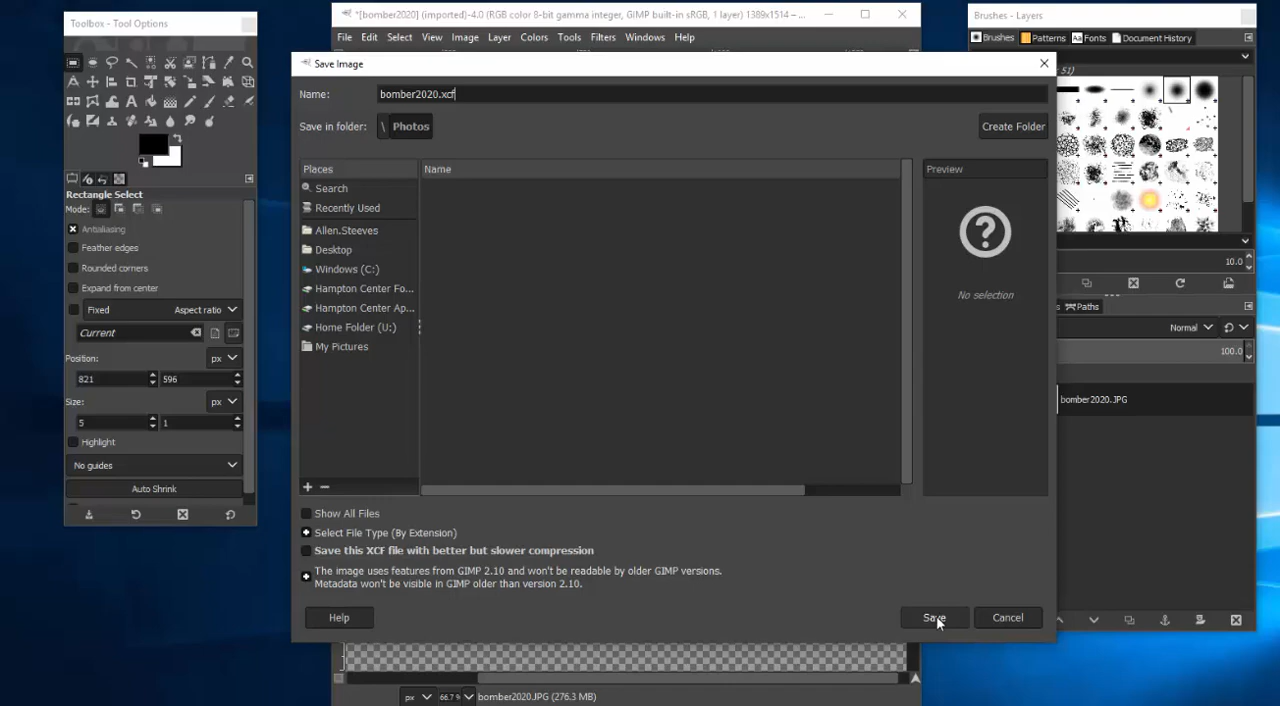 Toolbox - Tool Options
*[bomber2020] (imported)-4.0 (RGB color 8-bit gamma integer, GIMP built-in sRGB, 1 layer) 1389x1514 – ...
Brushes - Layers
File Edit Select View Image Layer Colors Tools Filters Windows Help
Brushes Patterns Fonts Document History
Save Image
51)
Name: bomber2020.xcf
Save in folder: \ Photos Create Folder
Places Name Preview
Search
Recently Used
Allen.Steeves
Desktop
Windows (C:)
Hampton Center Fo...
Hampton Center Ap...
Home Folder (U:)
My Pictures
No selection
Rectangle Select
Mode:
Antialiasing
Feather edges
Rounded corners
Expand from center
Fixed Aspect ratio
Current
Position: px
821 596
Size: px
5 1
Highlight
No guides
Auto Shrink
10.0
Paths
Normal
100.0
bomber2020.JPG
Show All Files
Select File Type (By Extension)
Save this XCF file with better but slower compression
The image uses features from GIMP 2.10 and won't be readable by older GIMP versions.
Metadata won't be visible in GIMP older than version 2.10.
Help Save Cancel
px 66.7 % bomber2020.JPG (276.3 MB)